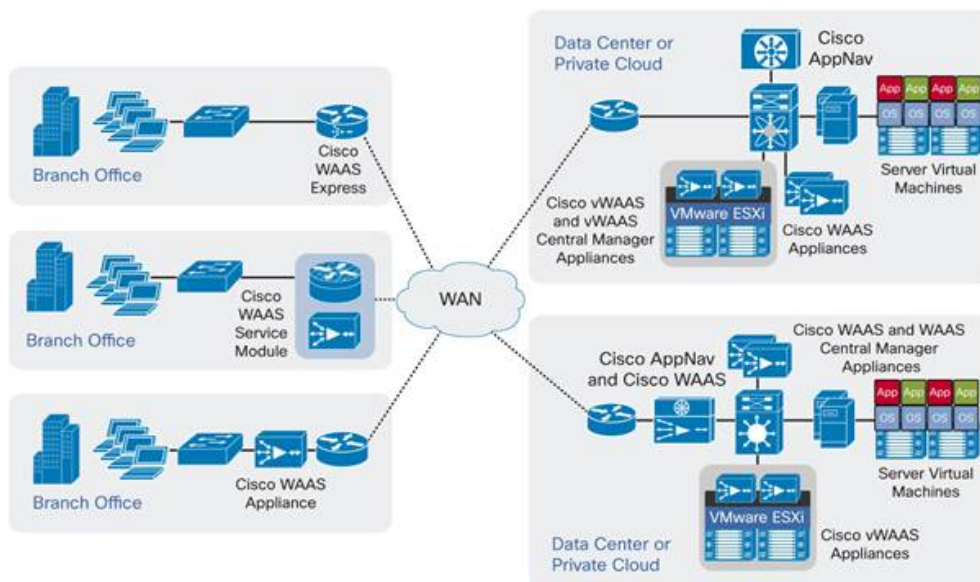 Branch Office
Cisco
WAAS
Express
Branch Office
Cisco
WAAS
Service
Module
Branch Office
Cisco WAAS
Appliance
WAN
Data Center or
Private Cloud
Cisco
AppNav
App App App App
OS OS OS OS
Server Virtual
Machines
Cisco vWAAS
and vWAAS
Central Manager
Appliances
VMware ESXi
Cisco WAAS
Appliances
Cisco AppNav
and Cisco WAAS
Cisco WAAS and WAAS
Central Manager
Appliances
App App App App
OS OS OS OS
Server Virtual
Machines
VMware ESXi
Cisco vWAAS
Appliances
Data Center or
Private Cloud